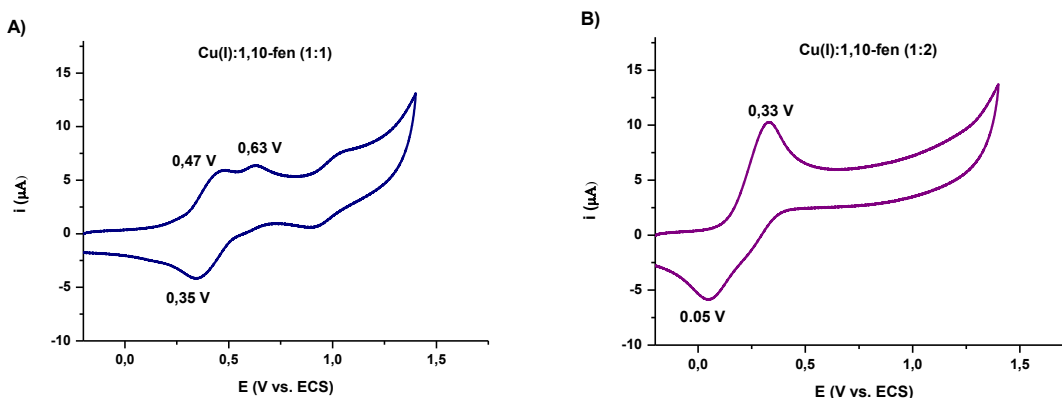 A)
Cu(I):1,10-fen (1:1)
15
10
5
0
-5
-10
i (µA)
0,47 V
0,63 V
0,35 V
0,0
0,5
1,0
1,5
E (V vs. ECS)
B)
Cu(I):1,10-fen (1:2)
15
10
5
0
-5
-10
i (µA)
0,33 V
0.05 V
0,0
0,5
1,0
1,5
E (V vs. ECS)